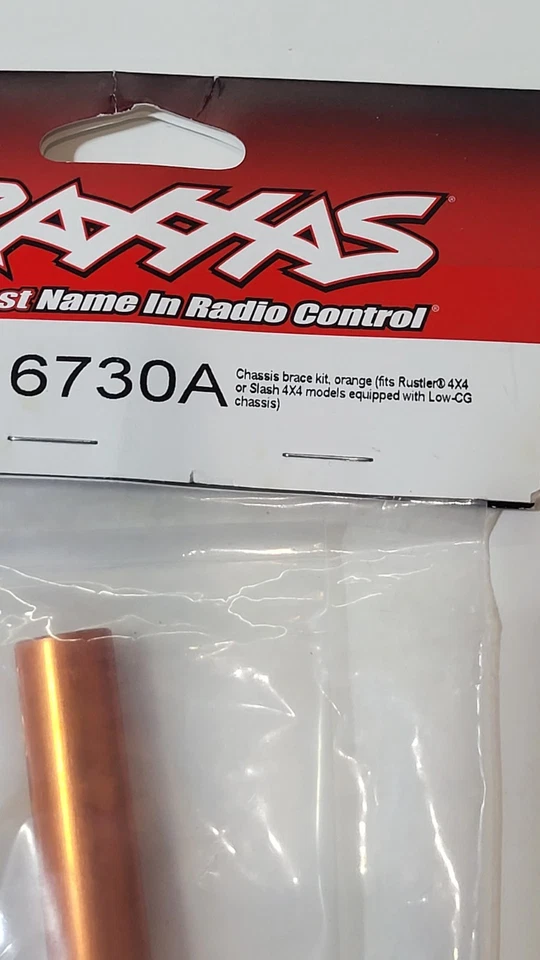 RAXXAS®
st Name In Radio Control®
6730A
Chassis brace kit, orange (fits Rustler® 4X4
or Slash 4X4 models equipped with Low-CG
chassis)